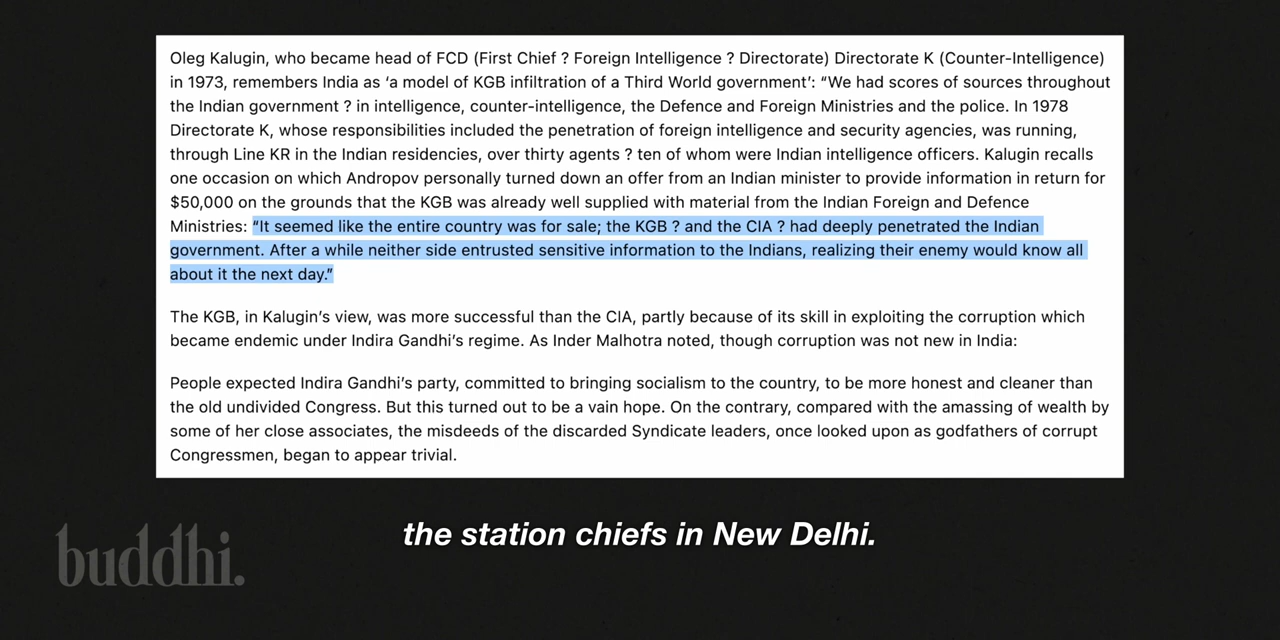 Oleg Kalugin, who became head of FCD (First Chief ? Foreign Intelligence ? Directorate) Directorate K (Counter-Intelligence)
in 1973, remembers India as ‘a model of KGB infiltration of a Third World government’: “We had scores of sources throughout
the Indian government ? in intelligence, counter-intelligence, the Defence and Foreign Ministries and the police. In 1978
Directorate K, whose responsibilities included the penetration of foreign intelligence and security agencies, was running,
through Line KR in the Indian residencies, over thirty agents ? ten of whom were Indian intelligence officers. Kalugin recalls
one occasion on which Andropov personally turned down an offer from an Indian minister to provide information in return for
$50,000 on the grounds that the KGB was already well supplied with material from the Indian Foreign and Defence
Ministries: “It seemed like the entire country was for sale; the KGB ? and the CIA ? had deeply penetrated the Indian
government. After a while neither side entrusted sensitive information to the Indians, realizing their enemy would know all
about it the next day.”
The KGB, in Kalugin’s view, was more successful than the CIA, partly because of its skill in exploiting the corruption which
became endemic under Indira Gandhi’s regime. As Inder Malhotra noted, though corruption was not new in India:
People expected Indira Gandhi’s party, committed to bringing socialism to the country, to be more honest and cleaner than
the old undivided Congress. But this turned out to be a vain hope. On the contrary, compared with the amassing of wealth by
some of her close associates, the misdeeds of the discarded Syndicate leaders, once looked upon as godfathers of corrupt
Congressmen, began to appear trivial.
the station chiefs in New Delhi.
buddhi.